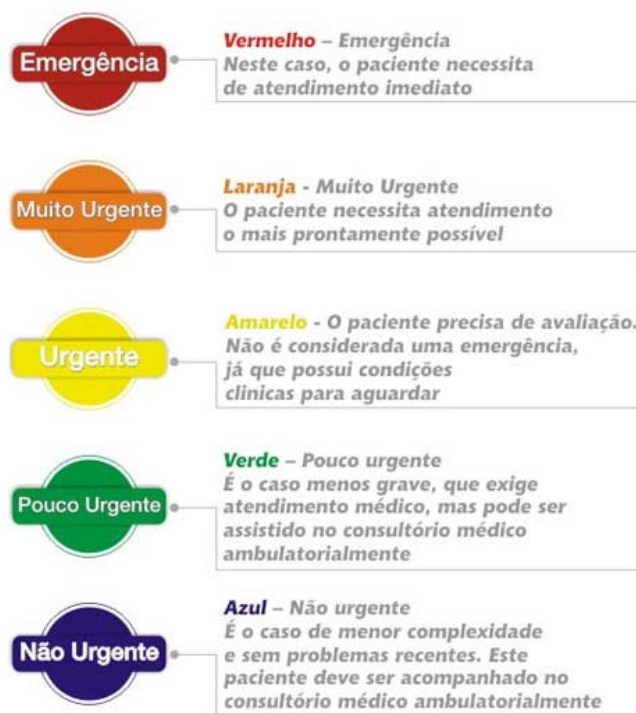 Emergência
Vermelho – Emergência
Neste caso, o paciente necessita
de atendimento imediato
Muito Urgente
Laranja - Muito Urgente
O paciente necessita atendimento
o mais prontamente possível
Urgente
Amarelo - O paciente precisa de avaliação.
Não é considerada uma emergência,
já que possui condições
clinicas para aguardar
Pouco Urgente
Verde – Pouco urgente
É o caso menos grave, que exige
atendimento médico, mas pode ser
assistido no consultório médico
ambulatorialmente
Não Urgente
Azul – Não urgente
É o caso de menor complexidade
e sem problemas recentes. Este
paciente deve ser acompanhado no
consultório médico ambulatorialmente